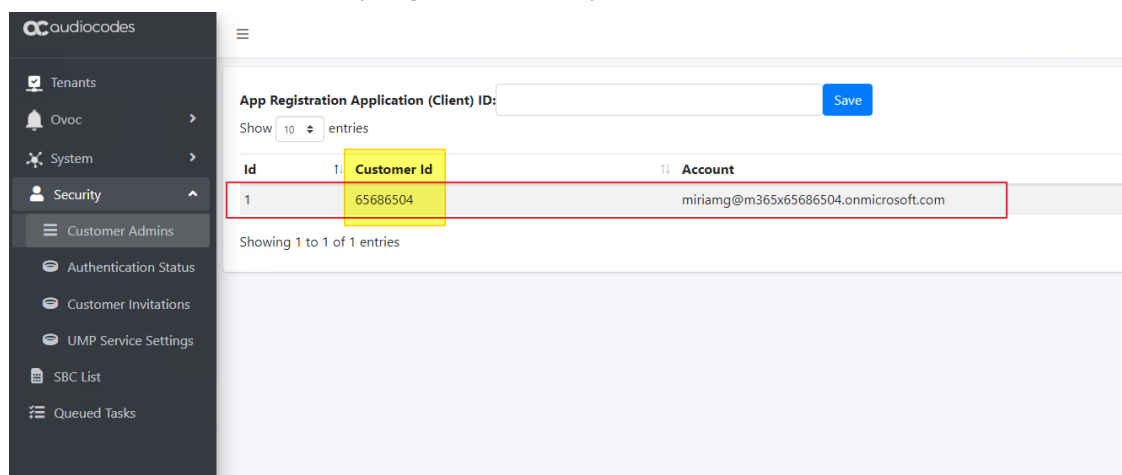 audiocodes
Tenants
Ovoc
System
Security
Customer Admins
Authentication Status
Customer Invitations
UMP Service Settings
SBC List
Queued Tasks
App Registration Application (Client) ID:
Save
Show 10 entries
Id Customer Id Account
1 65686504 miriamg@m365x65686504.onmicrosoft.com
Showing 1 to 1 of 1 entries